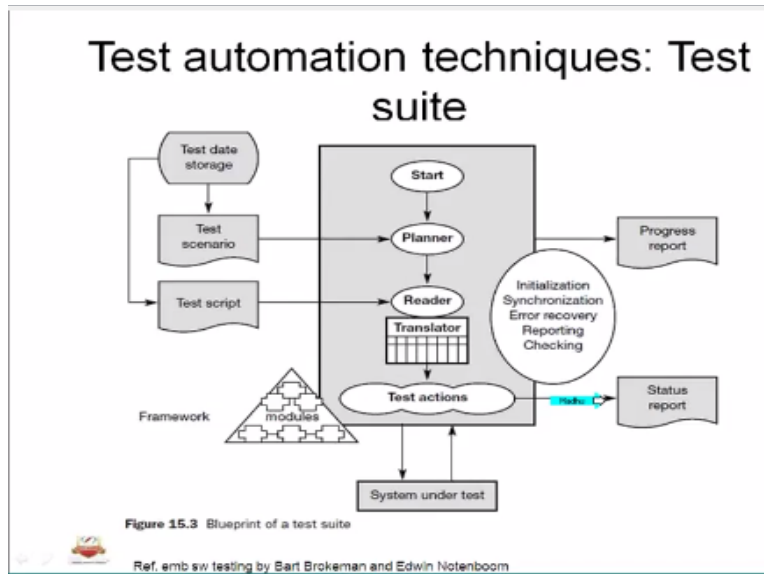 Test automation techniques: Test
suite
Test date
storage
Test
scenario
Test script
Start
Planner
Reader
Translator
Test actions
Initialization
Synchronization
Error recovery
Reporting
Checking
Progress
report
Status
report
Madhu
Framework
modules
System under test
Figure 15.3 Blueprint of a test suite
Ref. emb sw testing by Bart Brokeman and Edwin Notenboom